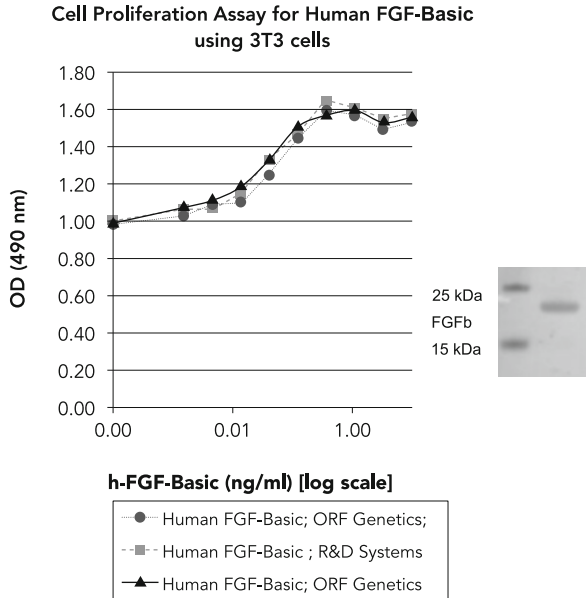 Cell Proliferation Assay for Human FGF-Basic
using 3T3 cells
1.80
1.60
1.40
1.20
1.00
0.80
0.60
0.40
0.20
0.00
OD (490 nm)
0.00 0.01 1.00
h-FGF-Basic (ng/ml) [log scale]
Human FGF-Basic; ORF Genetics;
Human FGF-Basic ; R&D Systems
Human FGF-Basic; ORF Genetics
25 kDa
FGFb
15 kDa